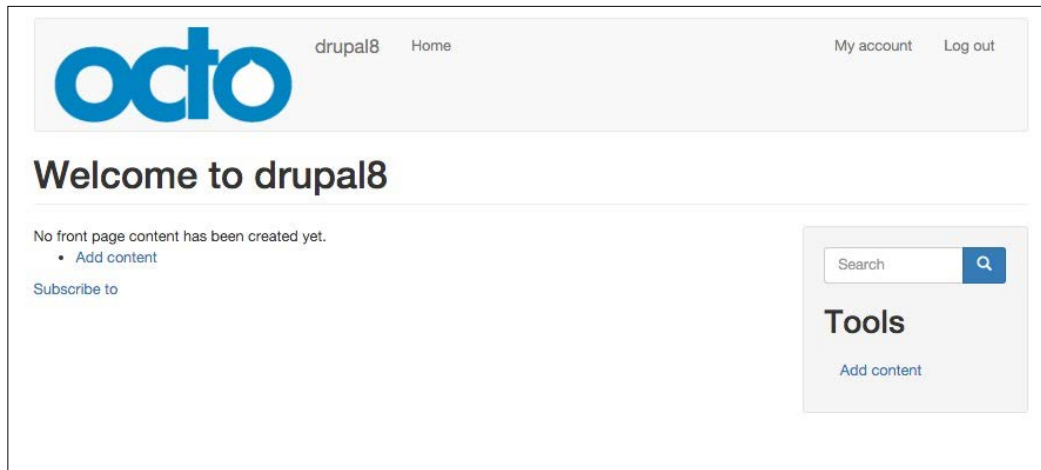 octo
drupal8 Home My account Log out
Welcome to drupal8
No front page content has been created yet.
Add content
Subscribe to
Search
Tools
Add content